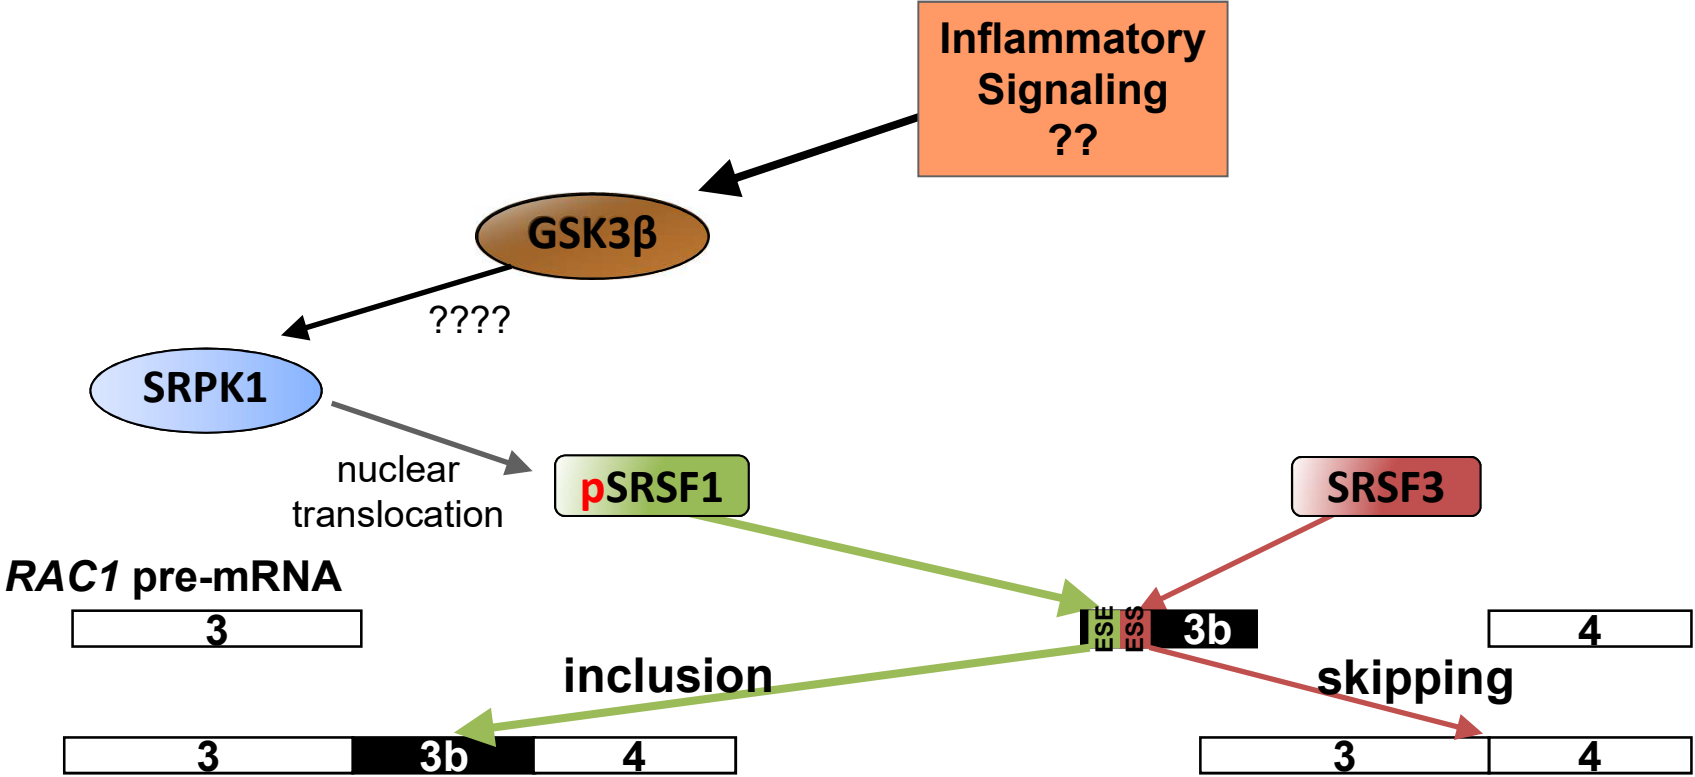 Inflammatory
Signaling
??
GSK3β
????
SRPK1
nuclear
translocation
pSRSF1
SRSF3
RAC1 pre-mRNA
3
ESE
ESS
3b
4
inclusion
skipping
3
3b
4
3
4